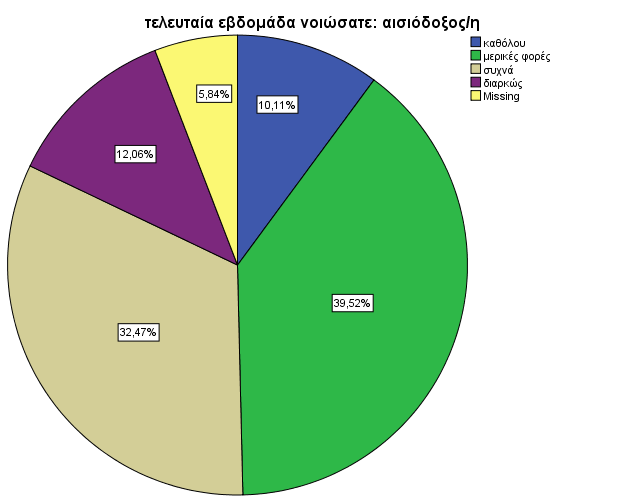 τελευταία εβδομάδα νοιώσατε: αισιόδοξος/η
καθόλου
μερικές φορές
συχνά
διαρκώς
Missing
5,84%
10,11%
12,06%
39,52%
32,47%